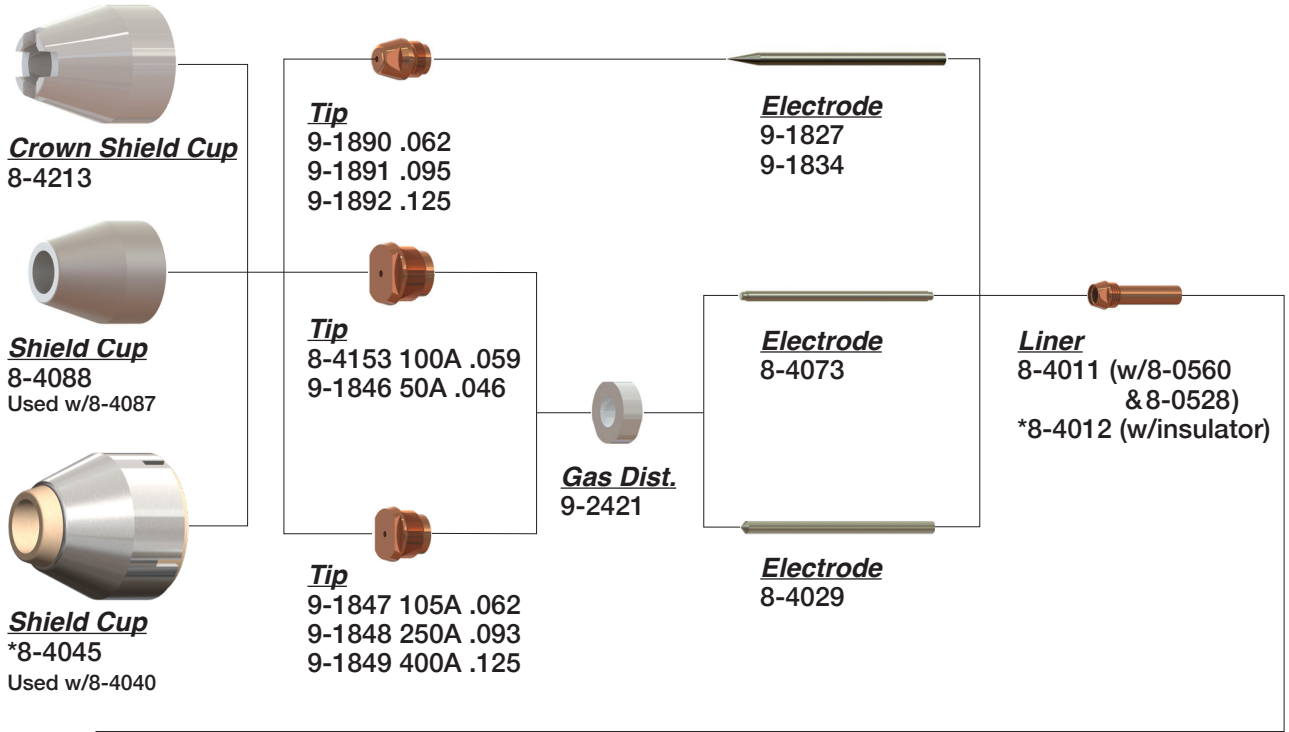 Crown Shield Cup
8-4213
Shield Cup
8-4088
Used w/8-4087
Shield Cup
*8-4045
Used w/8-4040
Tip
9-1890 .062
9-1891 .095
9-1892 .125
Tip
8-4153 100A .059
9-1846 50A .046
Tip
9-1847 105A .062
9-1848 250A .093
9-1849 400A .125
Gas Dist.
9-2421
Electrode
9-1827
9-1834
Electrode
8-4073
Electrode
8-4029
Liner
8-4011 (w/8-0560
&8-0528)
*8-4012 (w/insulator)